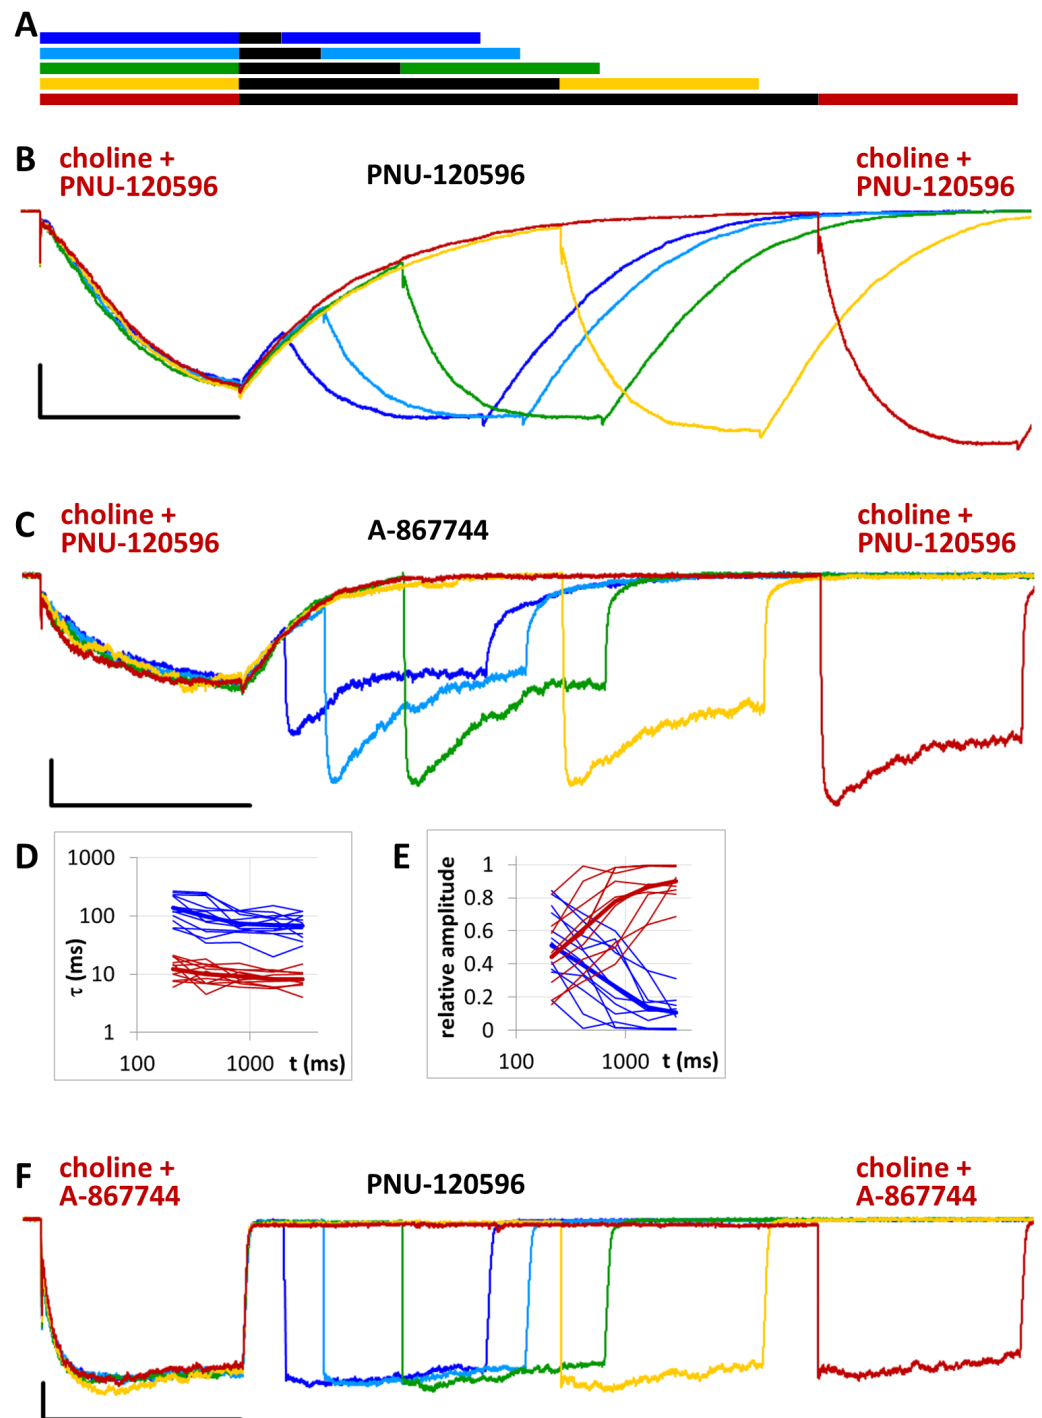 A
B
choline +
PNU-120596
PNU-120596
choline +
PNU-120596
C
choline +
PNU-120596
A-867744
choline +
PNU-120596
D
1000
100
10
1
τ (ms)
100
1000
t (ms)
E
relative amplitude
1
0.8
0.6
0.4
0.2
0
100
1000
t (ms)
F
choline +
A-867744
PNU-120596
choline +
A-867744